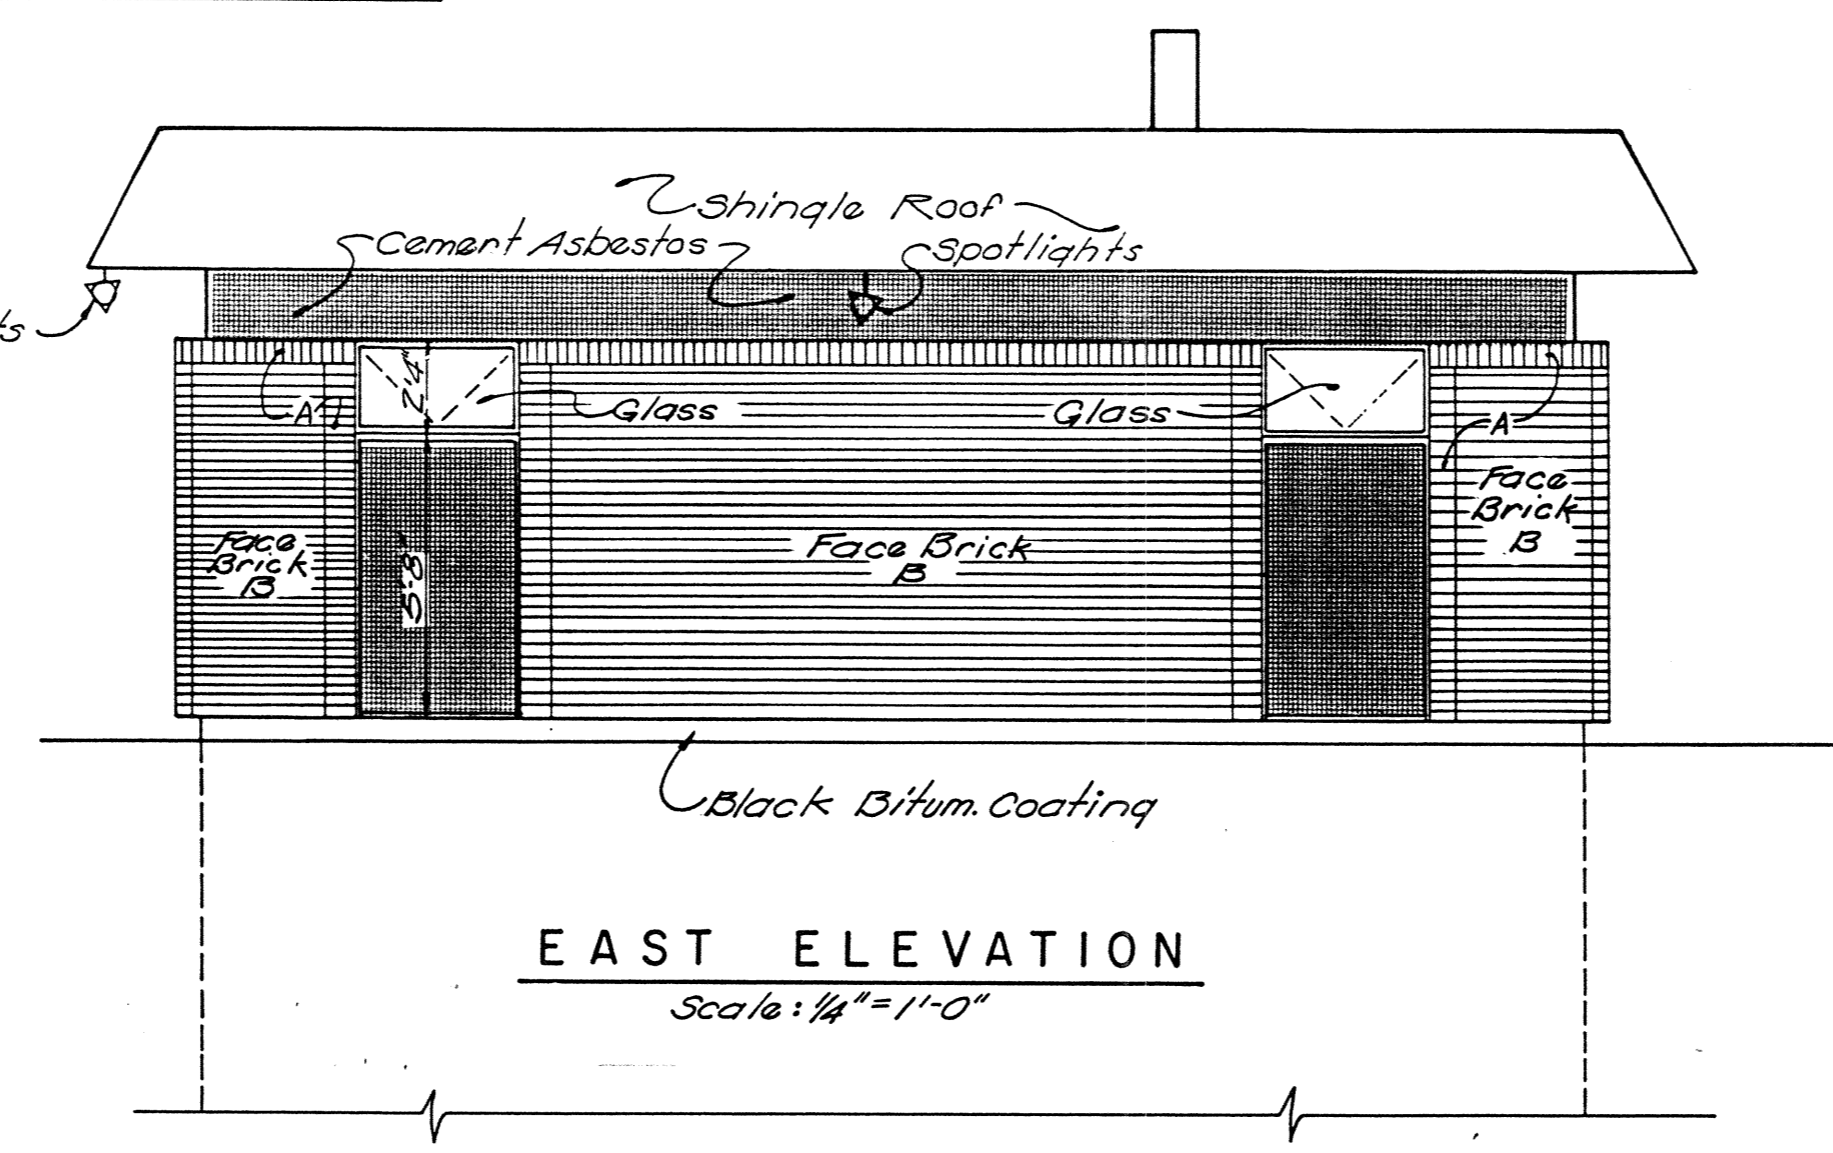 Shingle Roof
Cement Asbestos
Spotlights
ts
2'-4"
A
Glass
Glass
A
Face
Brick
B
Face Brick
B
Face
Brick
B
5'-8"
Black Bitum. Coating
EAST ELEVATION
Scale: 1/4" = 1'-0"